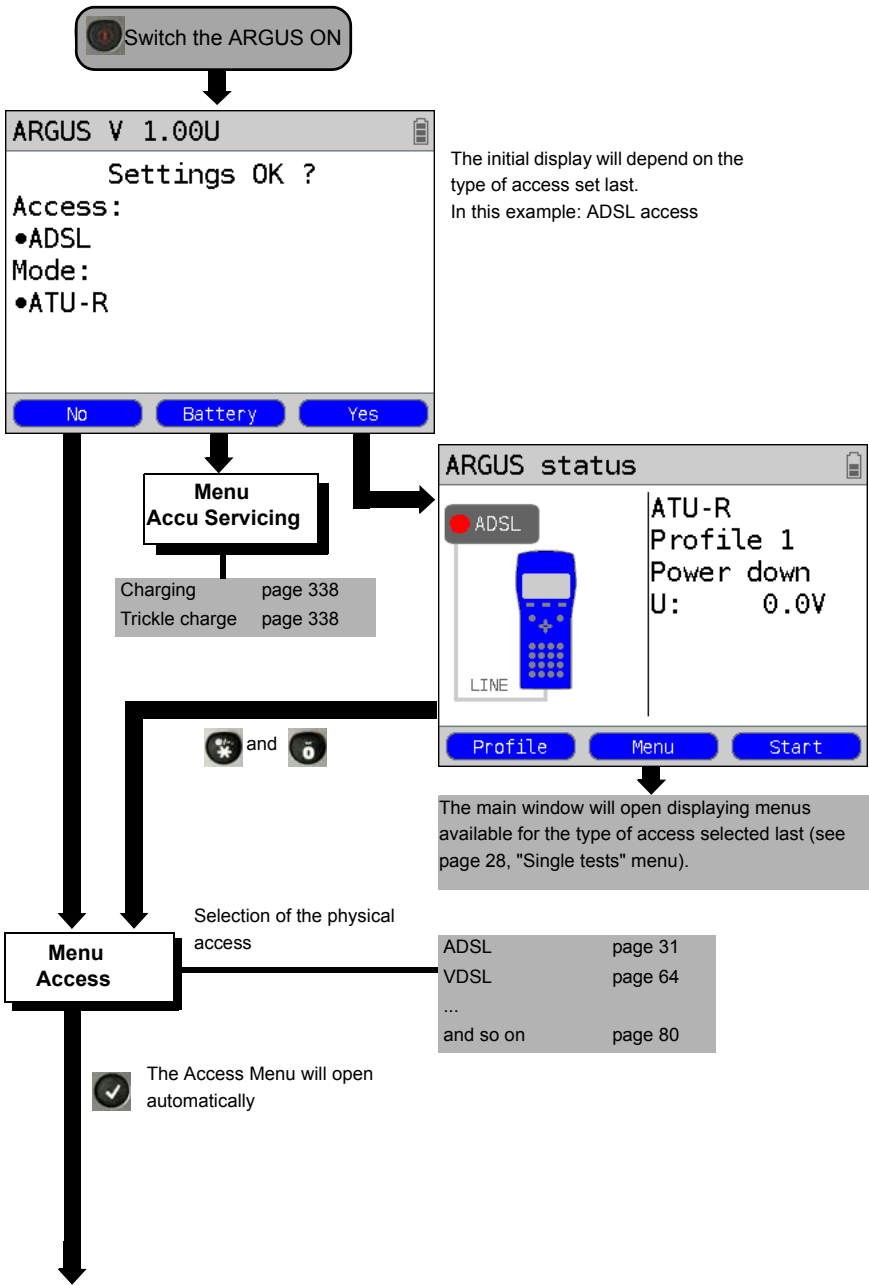 Switch the ARGUS ON
ARGUS V 1.00U
Settings OK ?
Access:
•ADSL
Mode:
•ATU-R
No Battery Yes
The initial display will depend on the
type of access set last.
In this example: ADSL access
Menu
Accu Servicing
Charging page 338
Trickle charge page 338
ARGUS status
ADSL
LINE
ATU-R
Profile 1
Power down
U: 0.0V
Profile Menu Start
and
The main window will open displaying menus
available for the type of access selected last (see
page 28, "Single tests" menu).
Menu
Access
Selection of the physical
access
ADSL page 31
VDSL page 64
...
and so on page 80
The Access Menu will open
automatically